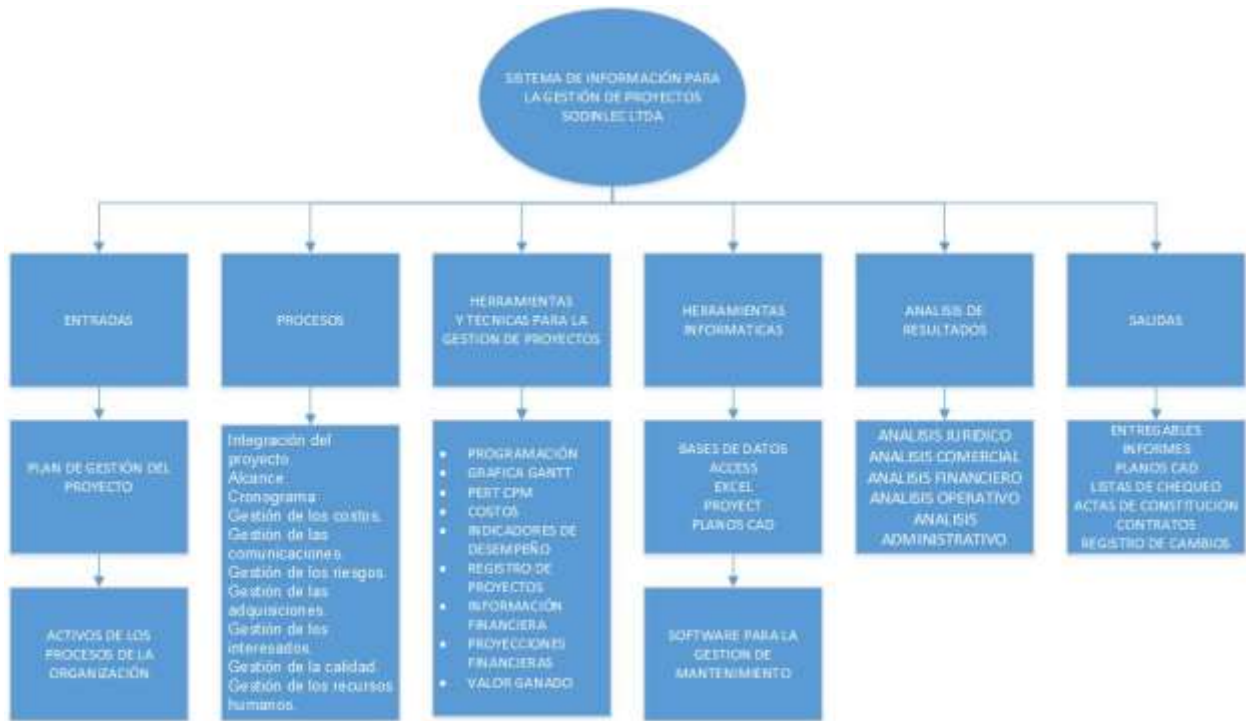 SISTEMA DE INFORMACIÓN PARA
LA GESTIÓN DE PROYECTOS
SODINLEC LTDA
ENTRADAS
PROCESOS
HERRAMIENTAS
Y TECNICAS PARA LA
GESTION DE PROYECTOS
HERRAMIENTAS
INFORMATICAS
ANALISIS DE
RESULTADOS
SALIDAS
PLAN DE GESTIÓN DEL
PROYECTO
ACTIVOS DE LOS
PROCESOS DE LA
ORGANIZACIÓN
Integración del
proyecto
Alcance.
Cronograma
Gestión de los costos.
Gestión de las
comunicaciones
Gestión de los riesgos.
Gestión de las
adquisiciones.
Gestión de los
interesados.
Gestión de la calidad.
Gestión de los recursos
humanos.
• PROGRAMACIÓN
• GRAFICA GANTT
• PERT CPM
• COSTOS
• INDICADORES DE
DESEMPEÑO
• REGISTRO DE
PROYECTOS
• INFORMACIÓN
FINANCIERA
• PROYECCIONES
FINANCIERAS
• VALOR GANADO
BASES DE DATOS
ACCESS
EXCEL
PROYECT
PLANOS CAD
SOFTWARE PARA LA
GESTION DE
MANTENIMIENTO
ANALISIS JURIDICO
ANALISIS COMERCIAL
ANALISIS FINANCIERO
ANALISIS OPERATIVO
ANALISIS
ADMINISTRATIVO
ENTREGABLES
INFORMES
PLANOS CAD
LISTAS DE CHEQUEO
ACTAS DE CONSTITUCION
CONTRATOS
REGISTRO DE CAMBIOS